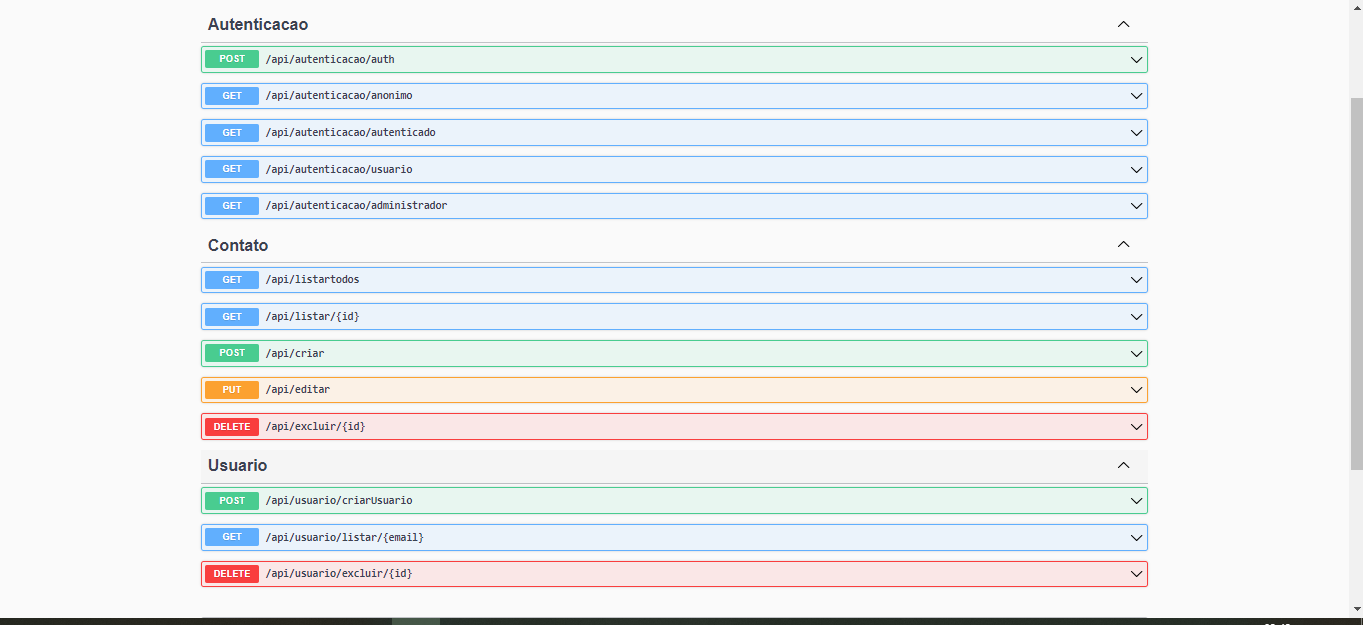 Autenticacao
POST /api/autenticacao/auth
GET /api/autenticacao/anonimo
GET /api/autenticacao/autenticado
GET /api/autenticacao/usuario
GET /api/autenticacao/administrador
Contato
GET /api/listartodos
GET /api/listar/{id}
POST /api/criar
PUT /api/editar
DELETE /api/excluir/{id}
Usuario
POST /api/usuario/criarUsuario
GET /api/usuario/listar/{email}
DELETE /api/usuario/excluir/{id}